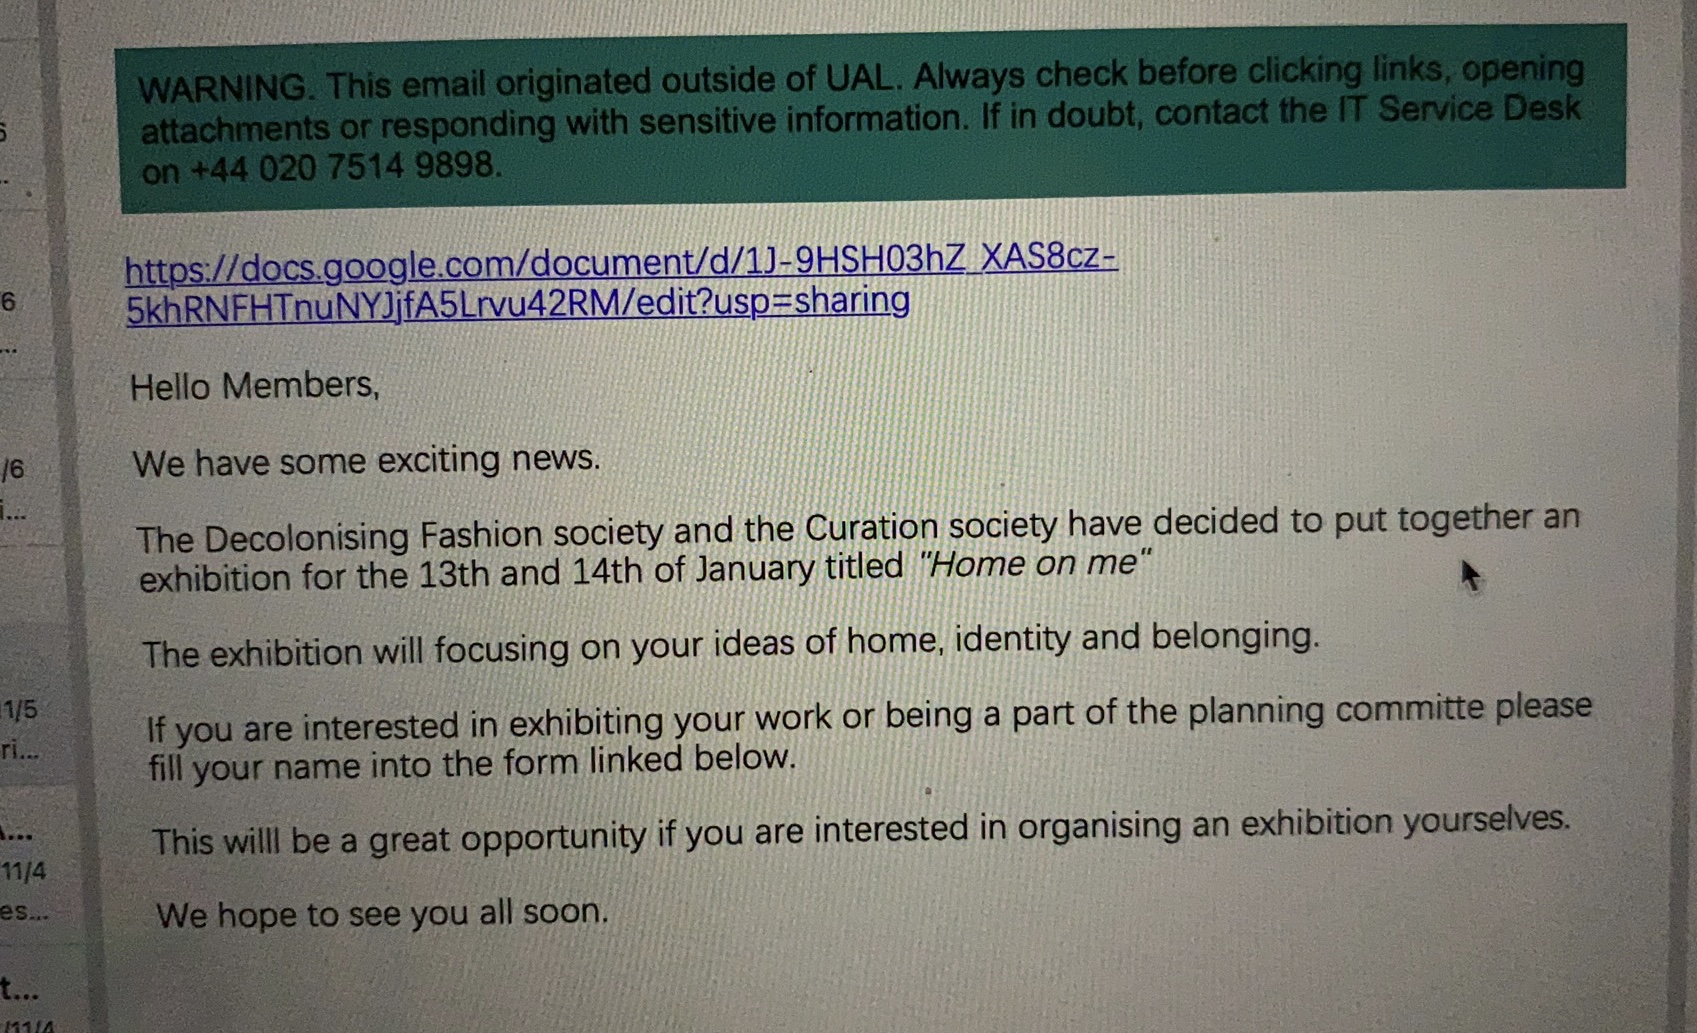 WARNING. This email originated outside of UAL. Always check before clicking links, opening
attachments or responding with sensitive information. If in doubt, contact the IT Service Desk
on +44 020 7514 9898.
https://docs.google.com/document/d/1J-9HSH03hZ_XAS8cz-
5khRNFHTnuNYJjfA5Lrvu42RM/edit?usp=sharing
6
...
Hello Members,
We have some exciting news.
/6
i...
The Decolonising Fashion society and the Curation society have decided to put together an
exhibition for the 13th and 14th of January titled "Home on me"
The exhibition will focusing on your ideas of home, identity and belonging.
1/5
ri...
If you are interested in exhibiting your work or being a part of the planning committe please
fill your name into the form linked below.
This willl be a great opportunity if you are interested in organising an exhibition yourselves.
11/4
es...
We hope to see you all soon.
t...
11/4